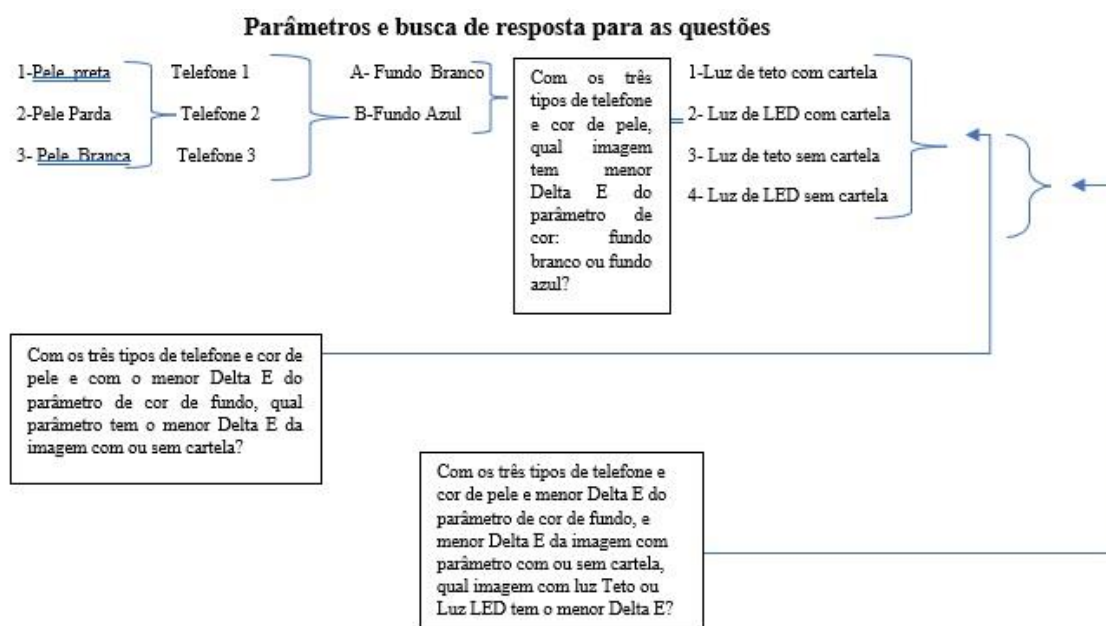 Parâmetros e busca de resposta para as questões
1-Pele preta
2-Pele Parda
3- Pele Branca
Telefone 1
Telefone 2
Telefone 3
A- Fundo Branco
B-Fundo Azul
Com os três
tipos de telefone
e cor de pele,
qual imagem
tem menor
Delta E do
parâmetro de
cor: fundo
branco ou fundo
azul?
1-Luz de teto com cartela
2- Luz de LED com cartela
3- Luz de teto sem cartela
4- Luz de LED sem cartela
Com os três tipos de telefone e cor de
pele e com o menor Delta E do
parâmetro de cor de fundo, qual
parâmetro tem o menor Delta E da
imagem com ou sem cartela?
Com os três tipos de telefone e
cor de pele e menor Delta E do
parâmetro de cor de fundo, e
menor Delta E da imagem com
parâmetro com ou sem cartela,
qual imagem com luz Teto ou
Luz LED tem o menor Delta E?